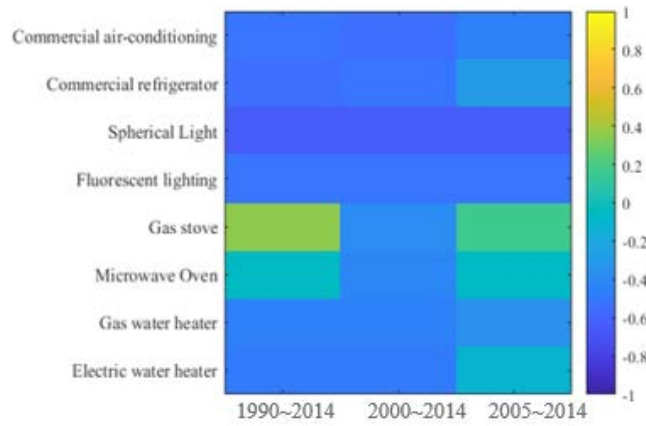 Commercial air-conditioning
Commercial refrigerator
Spherical Light
Fluorescent lighting
Gas stove
Microwave Oven
Gas water heater
Electric water heater
1990~2014 2000~2014 2005~2014
1
0.8
0.6
0.4
0.2
0
-0.2
-0.4
-0.6
-0.8
-1